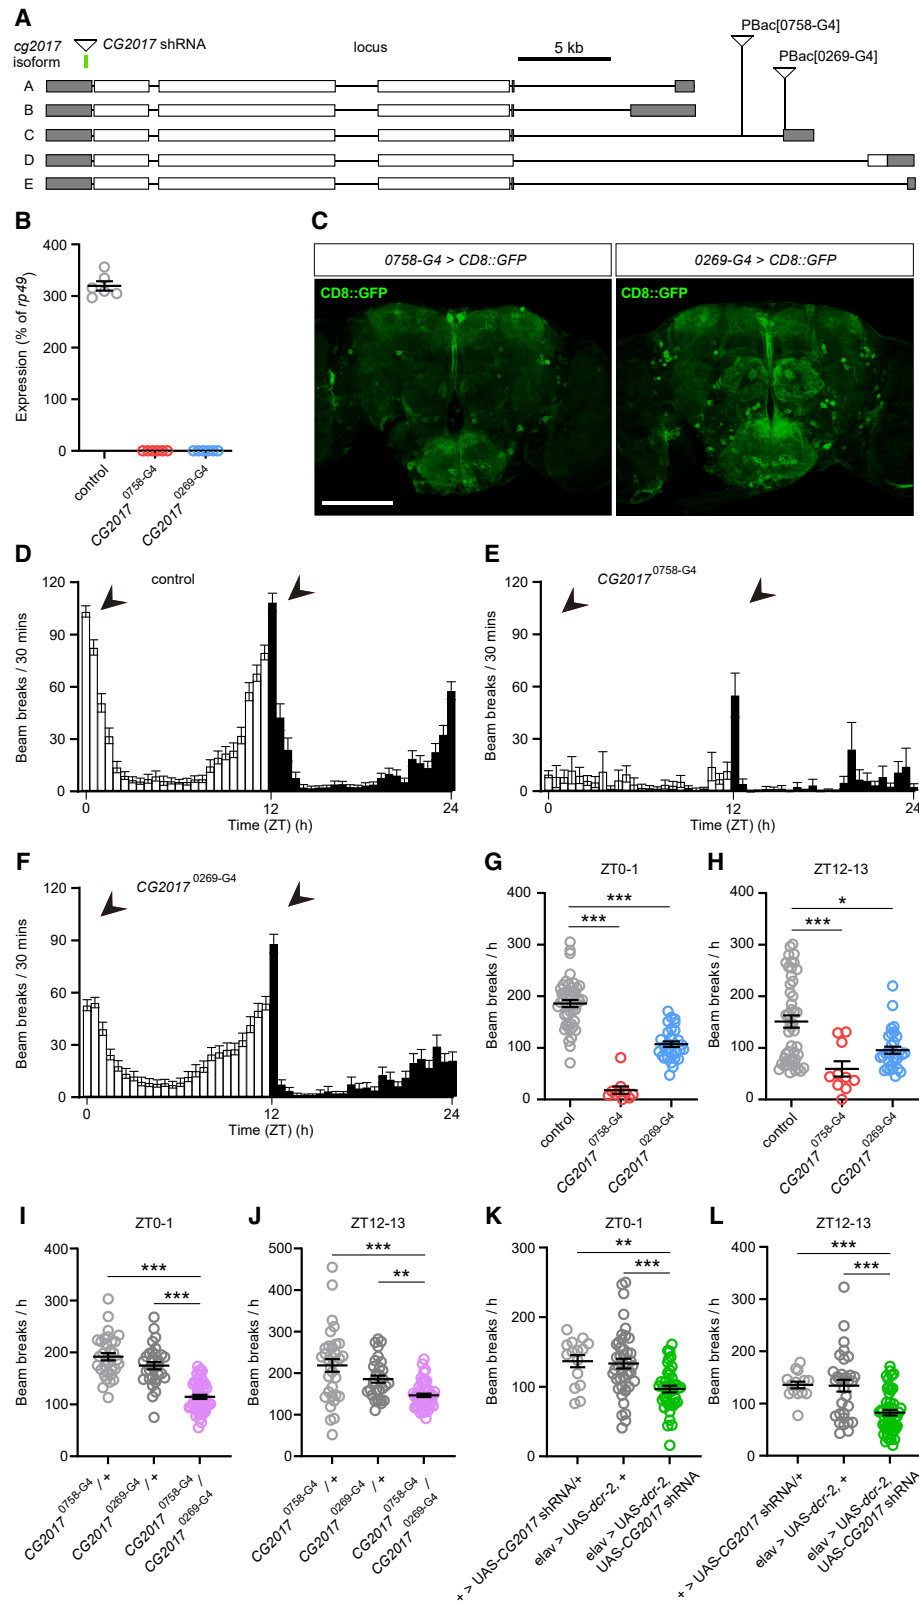 A
cg2017
isoform
CG2017 shRNA
locus
5 kb
PBac[0758-G4]
PBac[0269-G4]
A
B
C
D
E
B
Expression (% of rp49)
400
300
200
100
0
control
CG2017 0758-G4
CG2017 0269-G4
C
0758-G4 > CD8::GFP
0269-G4 > CD8::GFP
CD8::GFP
CD8::GFP
D
control
Beam breaks / 30 mins
120
90
60
30
0
0
12
24
Time (ZT) (h)
E
CG2017 0758-G4
Beam breaks / 30 mins
120
90
60
30
0
0
12
24
Time (ZT) (h)
F
CG2017 0269-G4
Beam breaks / 30 mins
120
90
60
30
0
0
12
24
Time (ZT) (h)
G
ZT0-1
Beam breaks / h
400
300
200
100
0
***
***
control
CG2017 0758-G4
CG2017 0269-G4
H
ZT12-13
Beam breaks / h
400
300
200
100
0
*
***
control
CG2017 0758-G4
CG2017 0269-G4
I
ZT0-1
Beam breaks / h
400
300
200
100
0
***
***
CG2017 0758-G4 / +
CG2017 0269-G4 / +
CG2017 0758-G4 /
CG2017 0269-G4
J
ZT12-13
Beam breaks / h
500
400
300
200
100
0
***
**
CG2017 0758-G4 / +
CG2017 0269-G4 / +
CG2017 0758-G4 /
CG2017 0269-G4
K
ZT0-1
Beam breaks / h
300
200
100
0
**
***
+ > UAS-CG2017 shRNA/+
elav > UAS-dcr-2, +
elav > UAS-dcr-2,
UAS-CG2017 shRNA
L
ZT12-13
Beam breaks / h
400
300
200
100
0
***
***
+ > UAS-CG2017 shRNA/+
elav > UAS-dcr-2, +
elav > UAS-dcr-2,
UAS-CG2017 shRNA